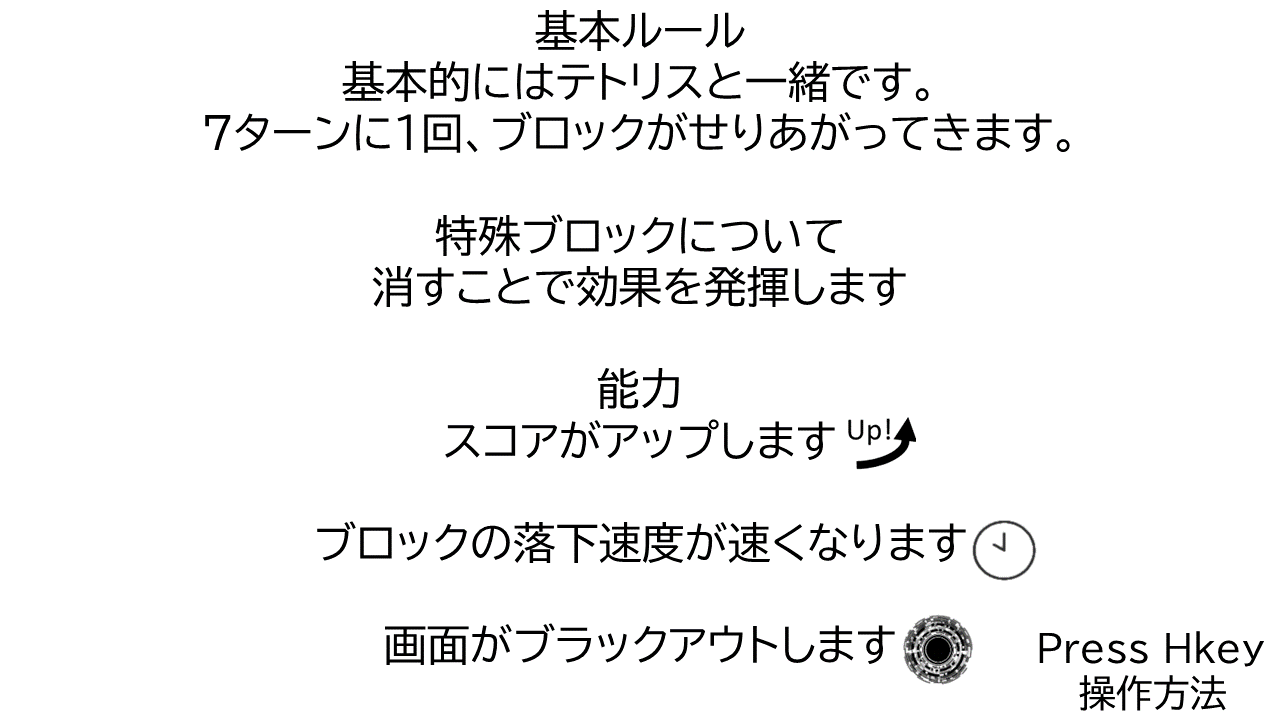 基本ルール
基本的にはテトリスと一緒です。
7ターンに1回、ブロックがせりあがってきます。
特殊ブロックについて
消すことで効果を発揮します
能力
スコアがアップします Up!
ブロックの落下速度が速くなります
画面がブラックアウトします
Press Hkey
操作方法